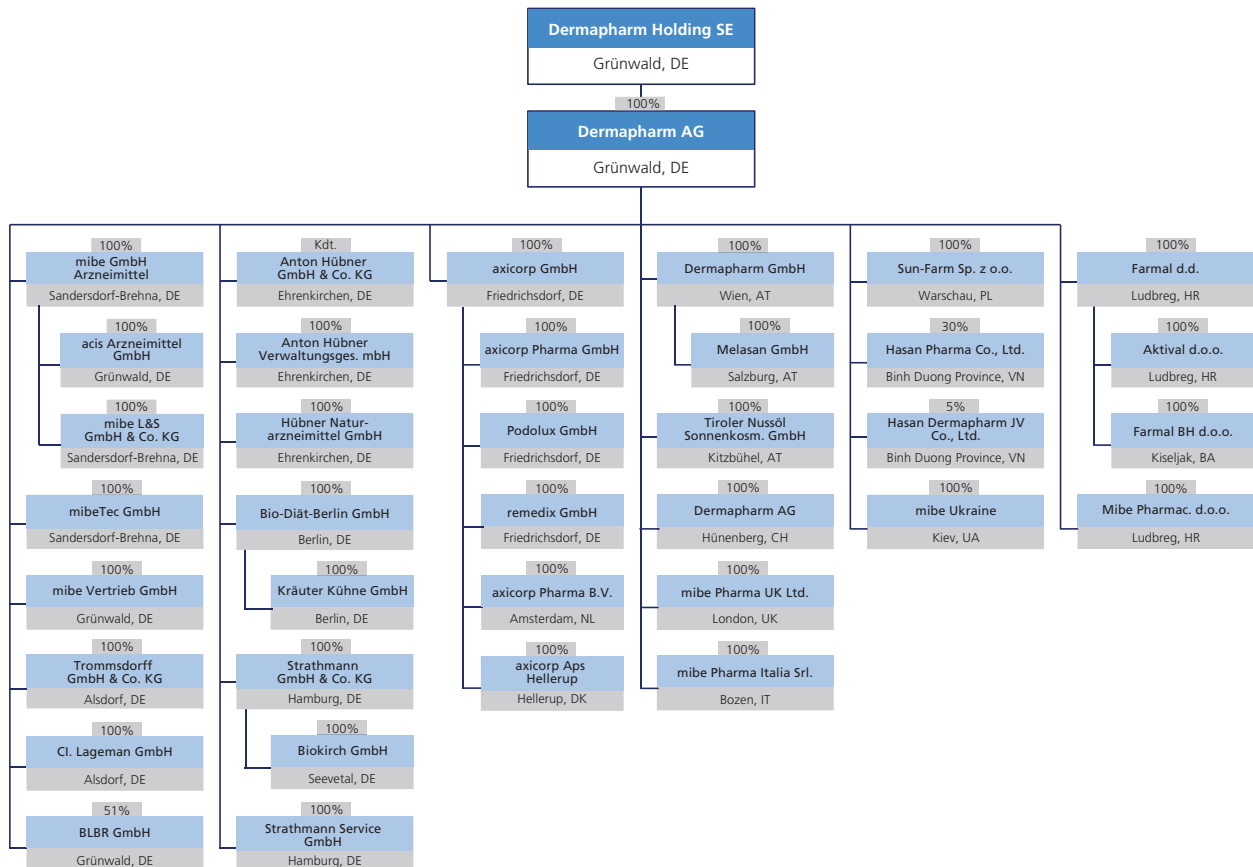 Dermapharm Holding SE
Grünwald, DE
100%
Dermapharm AG
Grünwald, DE
100%
mibe GmbH
Arzneimittel
Sandersdorf-Brehna, DE
100%
acis Arzneimittel
GmbH
Grünwald, DE
100%
mibe L&S
GmbH & Co. KG
Sandersdorf-Brehna, DE
100%
mibeTec GmbH
Sandersdorf-Brehna, DE
100%
mibe Vertrieb GmbH
Grünwald, DE
100%
Trommsdorff
GmbH & Co. KG
Alsdorf, DE
100%
CI. Lageman GmbH
Alsdorf, DE
51%
BLBR GmbH
Grünwald, DE
Kdt.
Anton Hübner
GmbH & Co. KG
Ehrenkirchen, DE
100%
Anton Hübner
Verwaltungsges. mbH
Ehrenkirchen, DE
100%
Hübner Natur-
arzneimittel GmbH
Ehrenkirchen, DE
100%
Bio-Diät-Berlin GmbH
Berlin, DE
100%
Kräuter Kühne GmbH
Berlin, DE
100%
Strathmann
GmbH & Co. KG
Hamburg, DE
100%
Biokirch GmbH
Seevetal, DE
100%
Strathmann Service
GmbH
Hamburg, DE
100%
axicorp GmbH
Friedrichsdorf, DE
100%
axicorp Pharma GmbH
Friedrichsdorf, DE
100%
Podolux GmbH
Friedrichsdorf, DE
100%
remedix GmbH
Friedrichsdorf, DE
100%
axicorp Pharma B.V.
Amsterdam, NL
100%
axicorp Aps
Hellerup
Hellerup, DK
100%
Dermapharm GmbH
Wien, AT
100%
Melasan GmbH
Salzburg, AT
100%
Tiroler Nussöl
Sonnenkosm. GmbH
Kitzbühel, AT
100%
Dermapharm AG
Hünenberg, CH
100%
mibe Pharma UK Ltd.
London, UK
100%
mibe Pharma Italia Srl.
Bozen, IT
100%
Sun-Farm Sp. z o.o.
Warschau, PL
30%
Hasan Pharma Co., Ltd.
Binh Duong Province, VN
5%
Hasan Dermapharm JV
Co., Ltd.
Binh Duong Province, VN
100%
mibe Ukraine
Kiev, UA
100%
Farmal d.d.
Ludbreg, HR
100%
Aktival d.o.o.
Ludbreg, HR
100%
Farmal BH d.o.o.
Kiseljak, BA
100%
Mibe Pharmac. d.o.o.
Ludbreg, HR